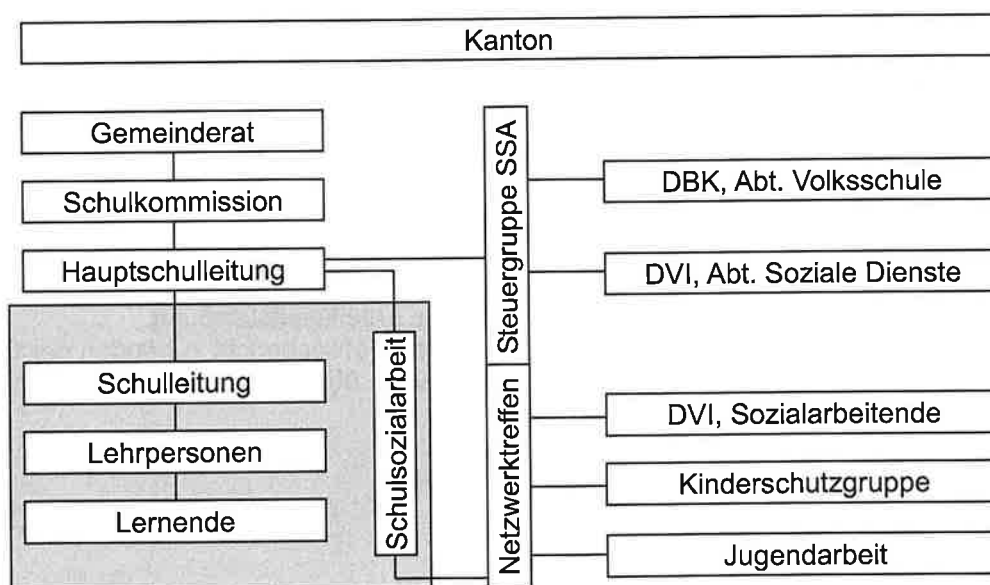 Kanton
Gemeinderat
Schulkommission
Hauptschulleitung
Schulleitung
Lehrpersonen
Lernende
Schulsozialarbeit
Steuergruppe SSA
Netzwerktreffen
DBK, Abt. Volksschule
DVI, Abt. Soziale Dienste
DVI, Sozialarbeitende
Kinderschutzgruppe
Jugendarbeit